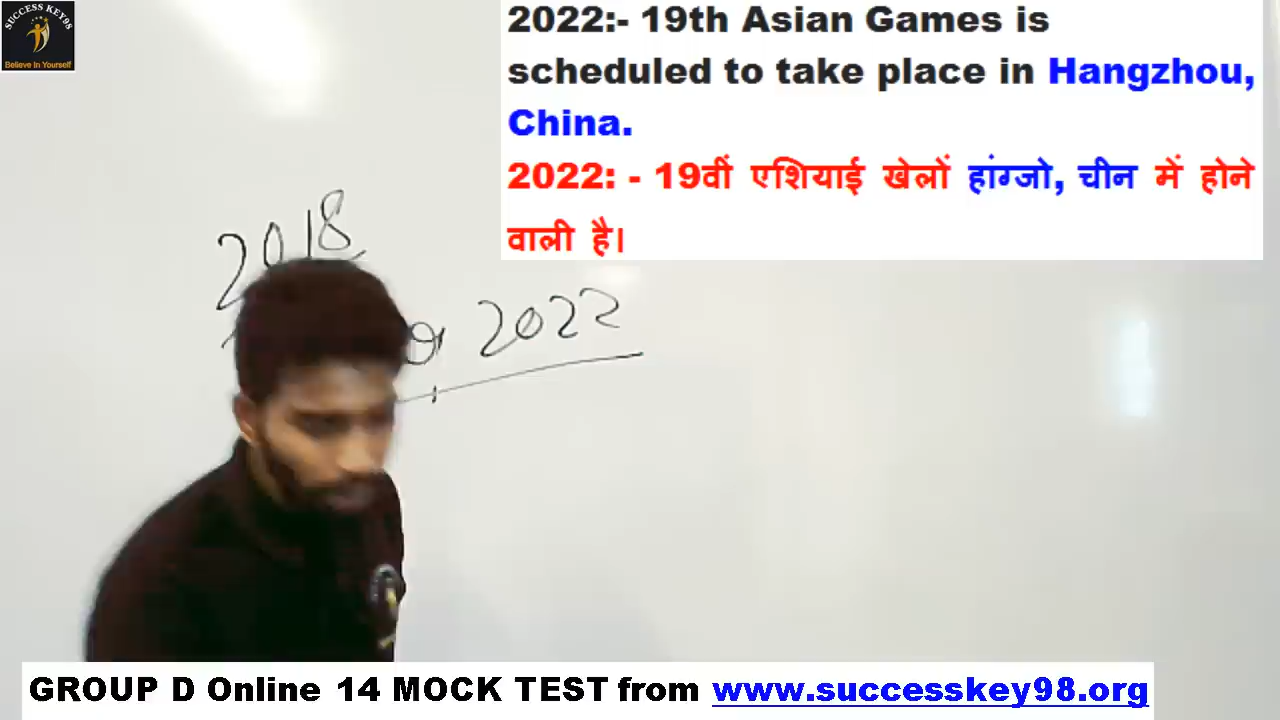 SUCCESS KEY98
Believe In Yourself
2022:- 19th Asian Games is
scheduled to take place in Hangzhou,
China.
2022: - 19वीं एशियाई खेलों हांग्जो, चीन में होने
वाली है।
2018
2022
GROUP D Online 14 MOCK TEST from www.successkey98.org